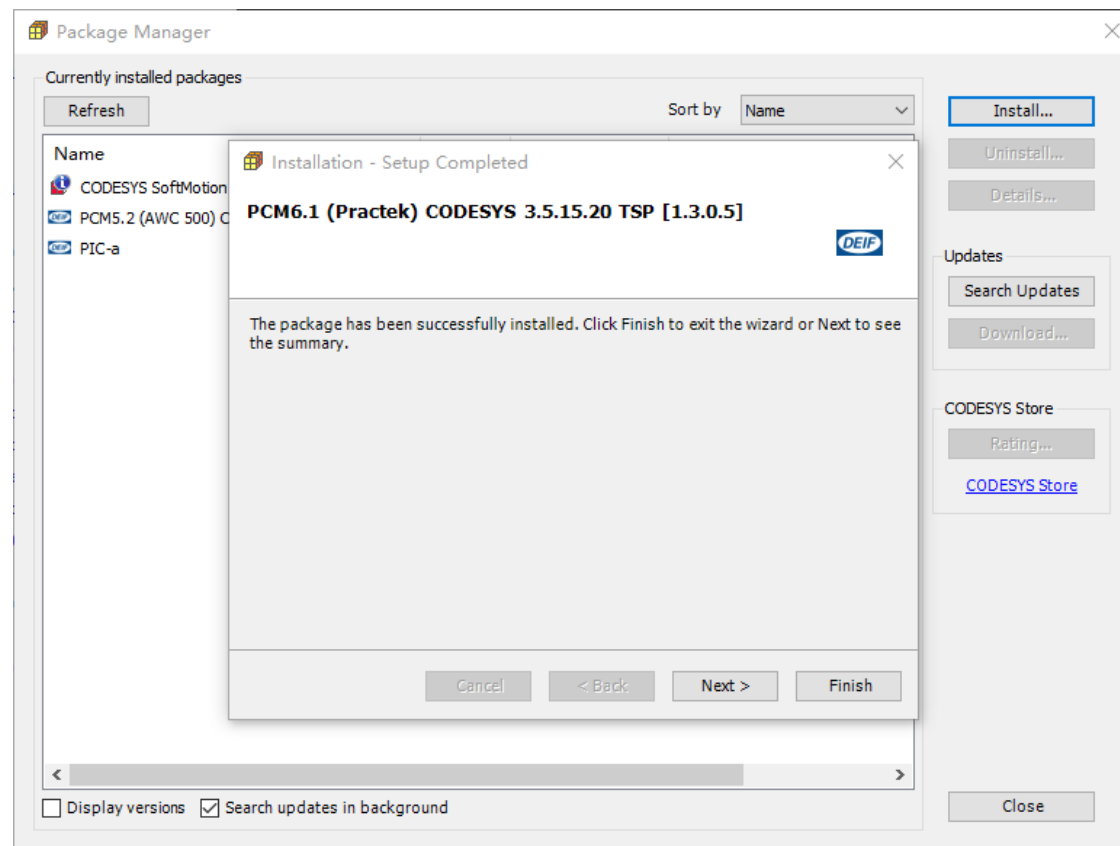 Package Manager
Currently installed packages
Refresh
Sort by
Name
Install...
Name
Uninstall...
CODESYS SoftMotion
Details...
PCM5.2 (AWC 500) C
PIC-a
Installation - Setup Completed
PCM6.1 (Practek) CODESYS 3.5.15.20 TSP [1.3.0.5]
DEIF
The package has been successfully installed. Click Finish to exit the wizard or Next to see
the summary.
Cancel
< Back
Next >
Finish
Updates
Search Updates
Download...
CODESYS Store
Rating...
CODESYS Store
Display versions
Search updates in background
Close